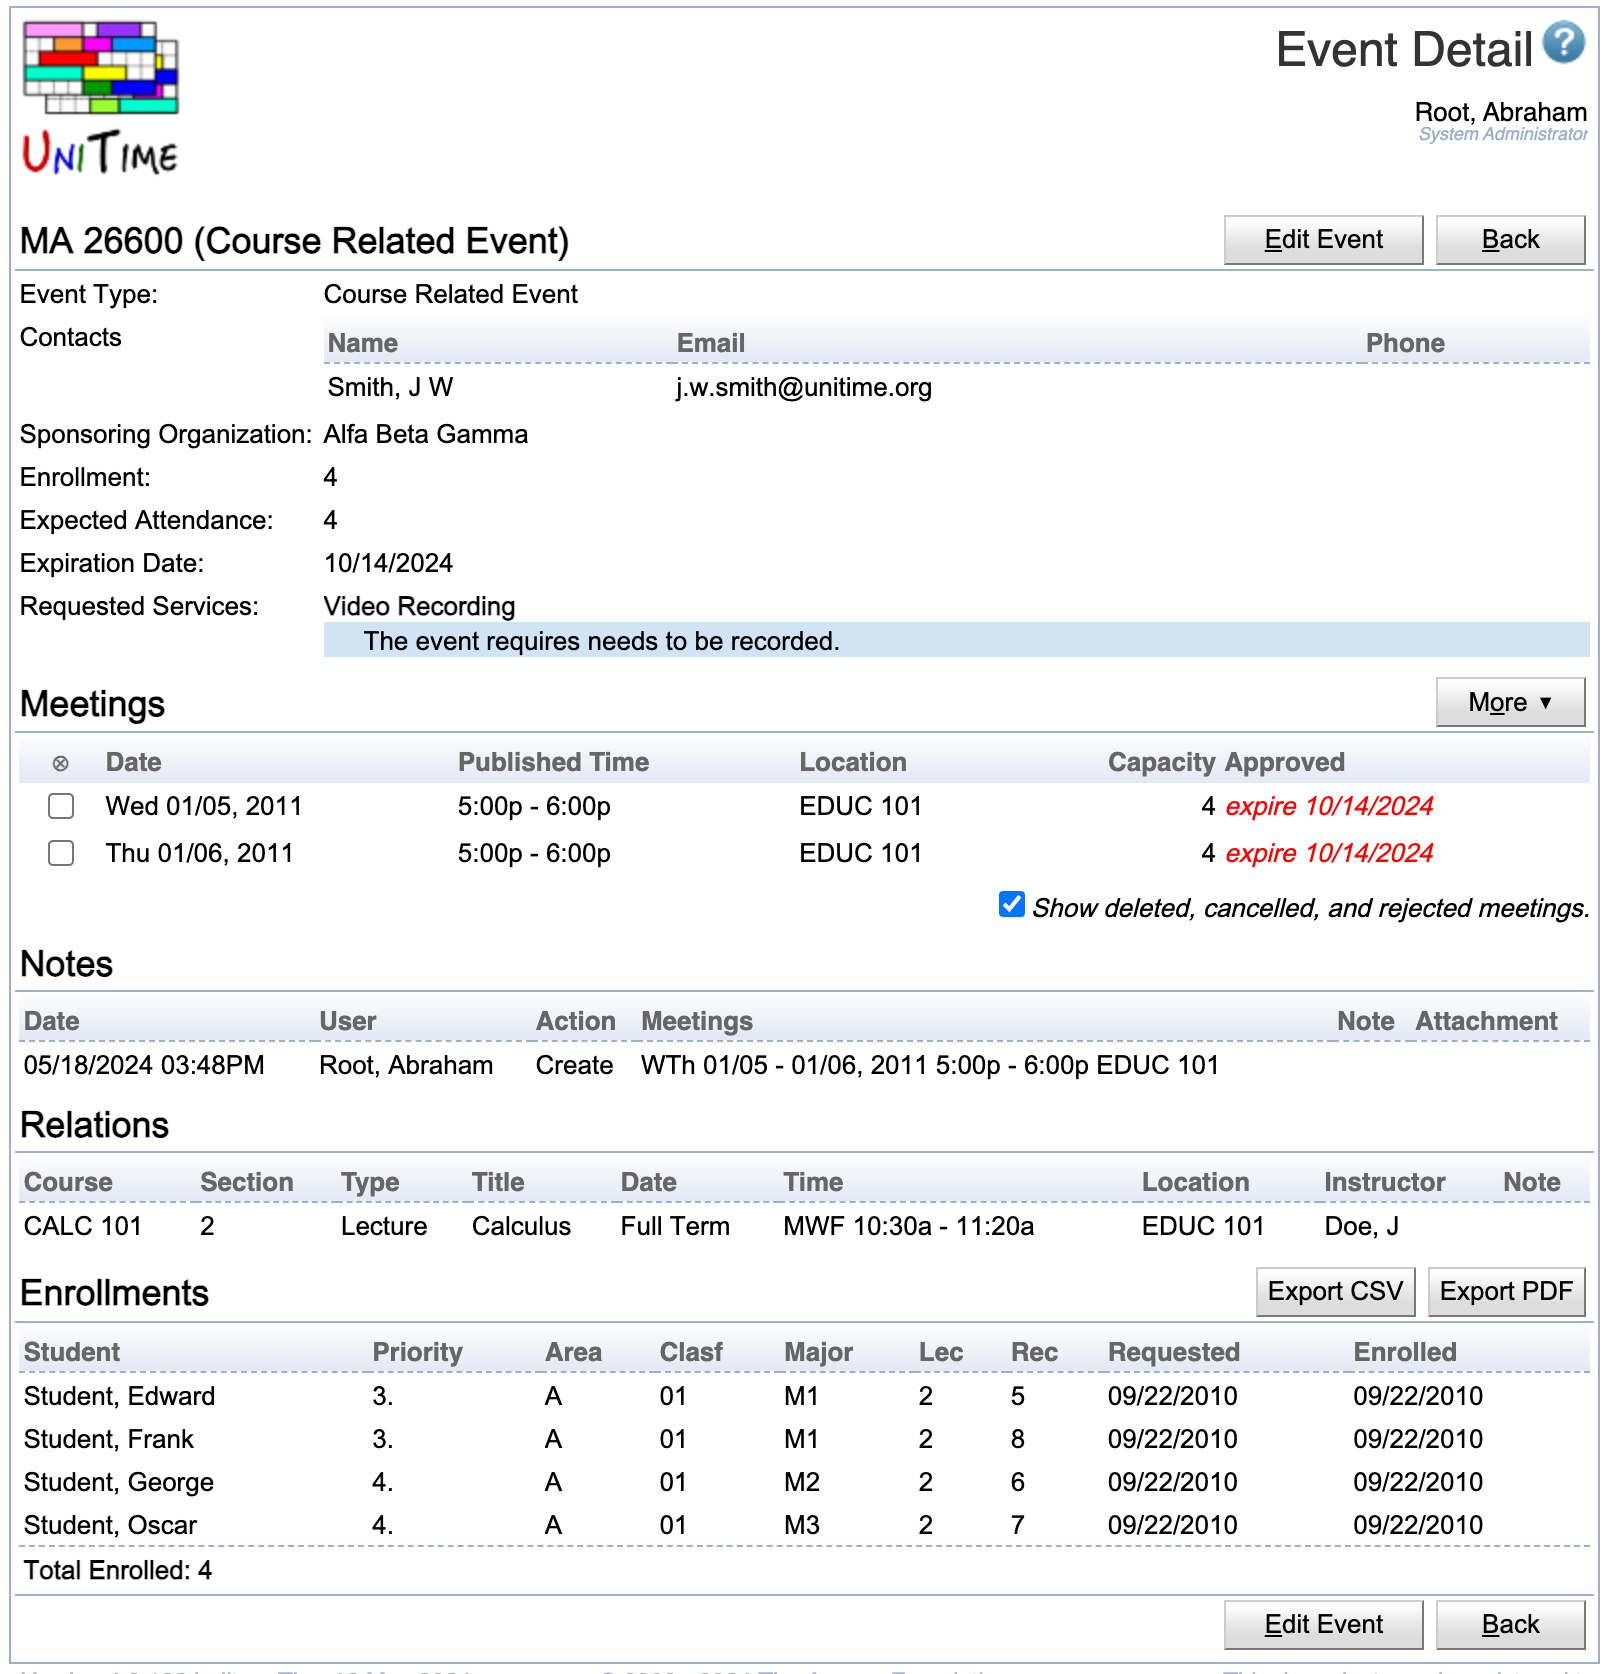 Event Detail ?
UNITIME
Root, Abraham
System Administrator
MA 26600 (Course Related Event) Edit Event Back
Event Type: Course Related Event
Contacts Name Email Phone
Smith, J W j.w.smith@unitime.org
Sponsoring Organization: Alfa Beta Gamma
Enrollment: 4
Expected Attendance: 4
Expiration Date: 10/14/2024
Requested Services: Video Recording
The event requires needs to be recorded.
Meetings More ▼
⊗ Date Published Time Location Capacity Approved
Wed 01/05, 2011 5:00p - 6:00p EDUC 101 4 expire 10/14/2024
Thu 01/06, 2011 5:00p - 6:00p EDUC 101 4 expire 10/14/2024
Show deleted, cancelled, and rejected meetings.
Notes
Date User Action Meetings Note Attachment
05/18/2024 03:48PM Root, Abraham Create WTh 01/05 - 01/06, 2011 5:00p - 6:00p EDUC 101
Relations
Course Section Type Title Date Time Location Instructor Note
CALC 101 2 Lecture Calculus Full Term MWF 10:30a - 11:20a EDUC 101 Doe, J
Enrollments Export CSV Export PDF
Student Priority Area Clasf Major Lec Rec Requested Enrolled
Student, Edward 3. A 01 M1 2 5 09/22/2010 09/22/2010
Student, Frank 3. A 01 M1 2 8 09/22/2010 09/22/2010
Student, George 4. A 01 M2 2 6 09/22/2010 09/22/2010
Student, Oscar 4. A 01 M3 2 7 09/22/2010 09/22/2010
Total Enrolled: 4
Edit Event Back